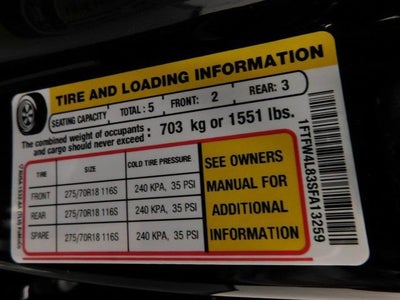 TIRE AND LOADING INFORMATION
SEATING CAPACITY TOTAL : 5 FRONT: 2 REAR: 3
The combined weight of occupants and cargo should never exceed : 703 kg or 1551 lbs.
TIRE SIZE COLD TIRE PRESSURE
FRONT 275/70R18 116S 240 KPA, 35 PSI
REAR 275/70R18 116S 240 KPA, 35 PSI
SPARE 275/70R18 116S 240 KPA, 35 PSI
SEE OWNERS
MANUAL FOR
ADDITIONAL
INFORMATION
1FTFW4L83SFA13259